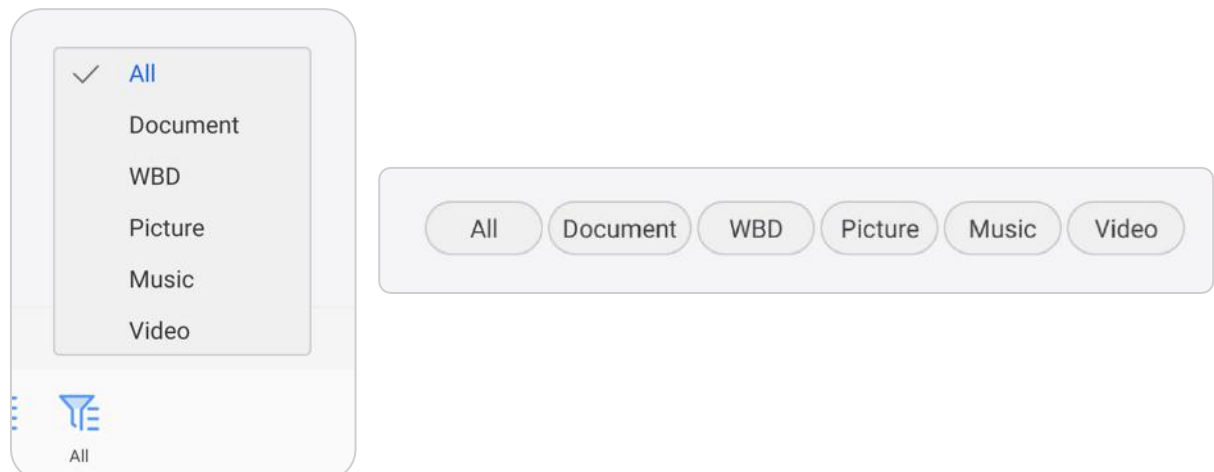 All
Document
WBD
Picture
Music
Video
All
All Document WBD Picture Music Video